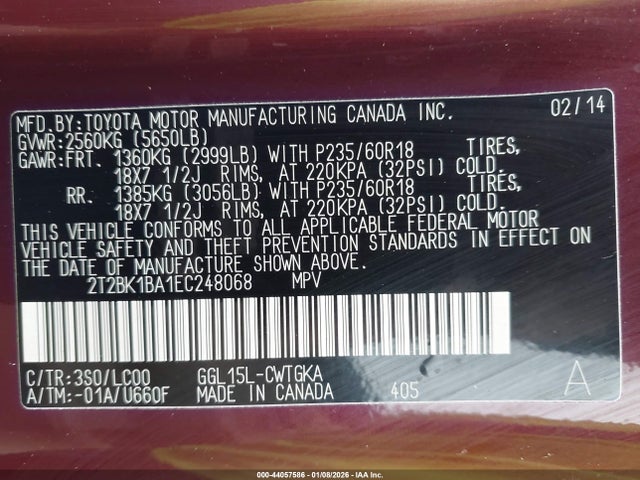 MFD.BY:TOYOTA MOTOR MANUFACTURING CANADA INC. 02/14
GVWR:2560KG (5650LB)
GAWR:FRT. 1360KG (2999LB) WITH P235/60R18 TIRES,
18X7 1/2J RIMS, AT 220KPA (32PSI) COLD.
RR. 1385KG (3056LB) WITH P235/60R18 TIRES,
18X7 1/2J RIMS, AT 220KPA (32PSI) COLD.
THIS VEHICLE CONFORMS TO ALL APPLICABLE FEDERAL MOTOR
VEHICLE SAFETY AND THEFT PREVENTION STANDARDS IN EFFECT ON
THE DATE OF MANUFACTURE SHOWN ABOVE.
2T2BK1BA1EC248068 MPV
C/TR:3S0/LC00 GGL15L-CWTGKA
A/TM:-01A/U660F MADE IN CANADA 405 A
000-44057586 | 01/08/2026 - IAA Inc.